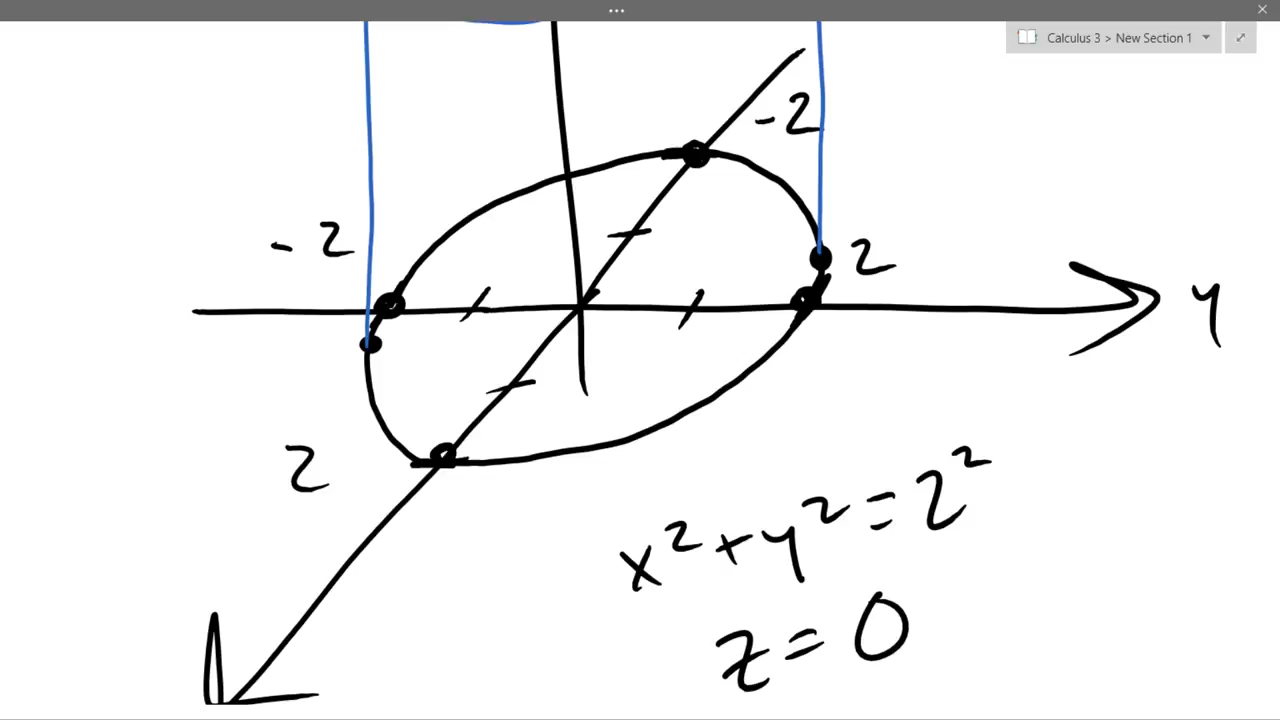 Calculus 3 > New Section 1
-2
-2
2
y
2
x² + y² = 2²
z = 0